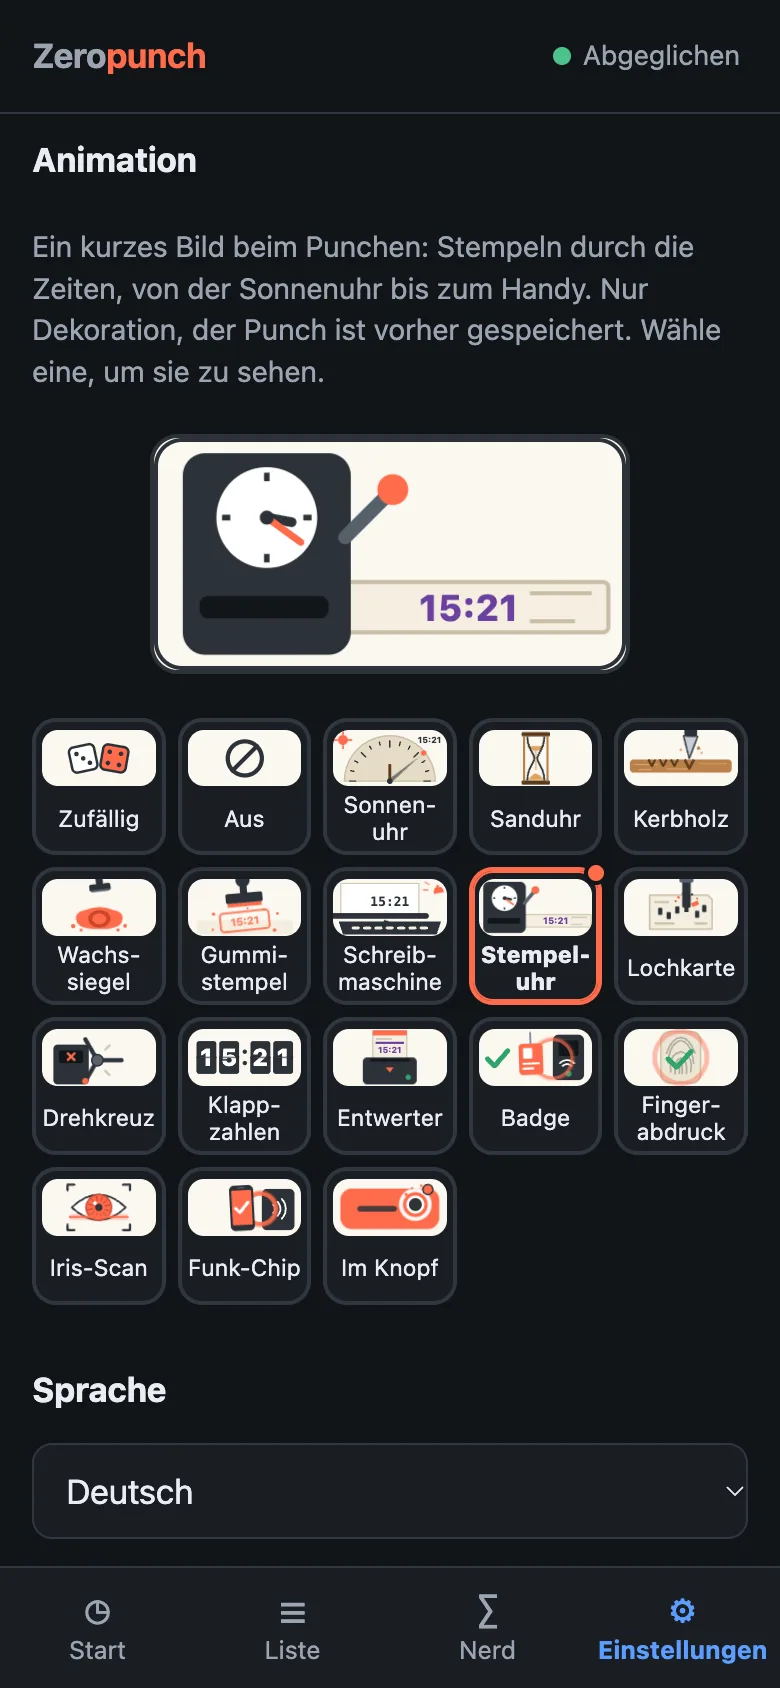 Zeropunch
Abgeglichen
Animation
Ein kurzes Bild beim Punchen: Stempeln durch die
Zeiten, von der Sonnenuhr bis zum Handy. Nur
Dekoration, der Punch ist vorher gespeichert. Wähle
eine, um sie zu sehen.
15:21
15:21
Zufällig
Aus
Sonnen-
uhr
Sanduhr
Kerbholz
15:21
15:21
15:21
Wachs-
siegel
Gummi-
stempel
Schreib-
maschine
Stempel-
uhr
Lochkarte
15:21
15:21
Drehkreuz
Klapp-
zahlen
Entwerter
Badge
Finger-
abdruck
Iris-Scan
Funk-Chip
Im Knopf
Sprache
Deutsch
Start
Liste
Nerd
Einstellungen